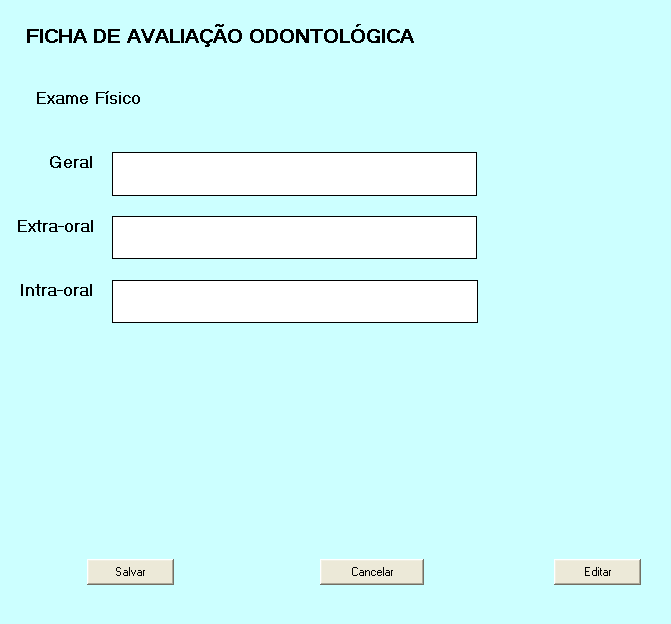 FICHA DE AVALIAÇÃO ODONTOLÓGICA
Exame Físico
Geral
Extra-oral
Intra-oral
Salvar
Cancelar
Editar